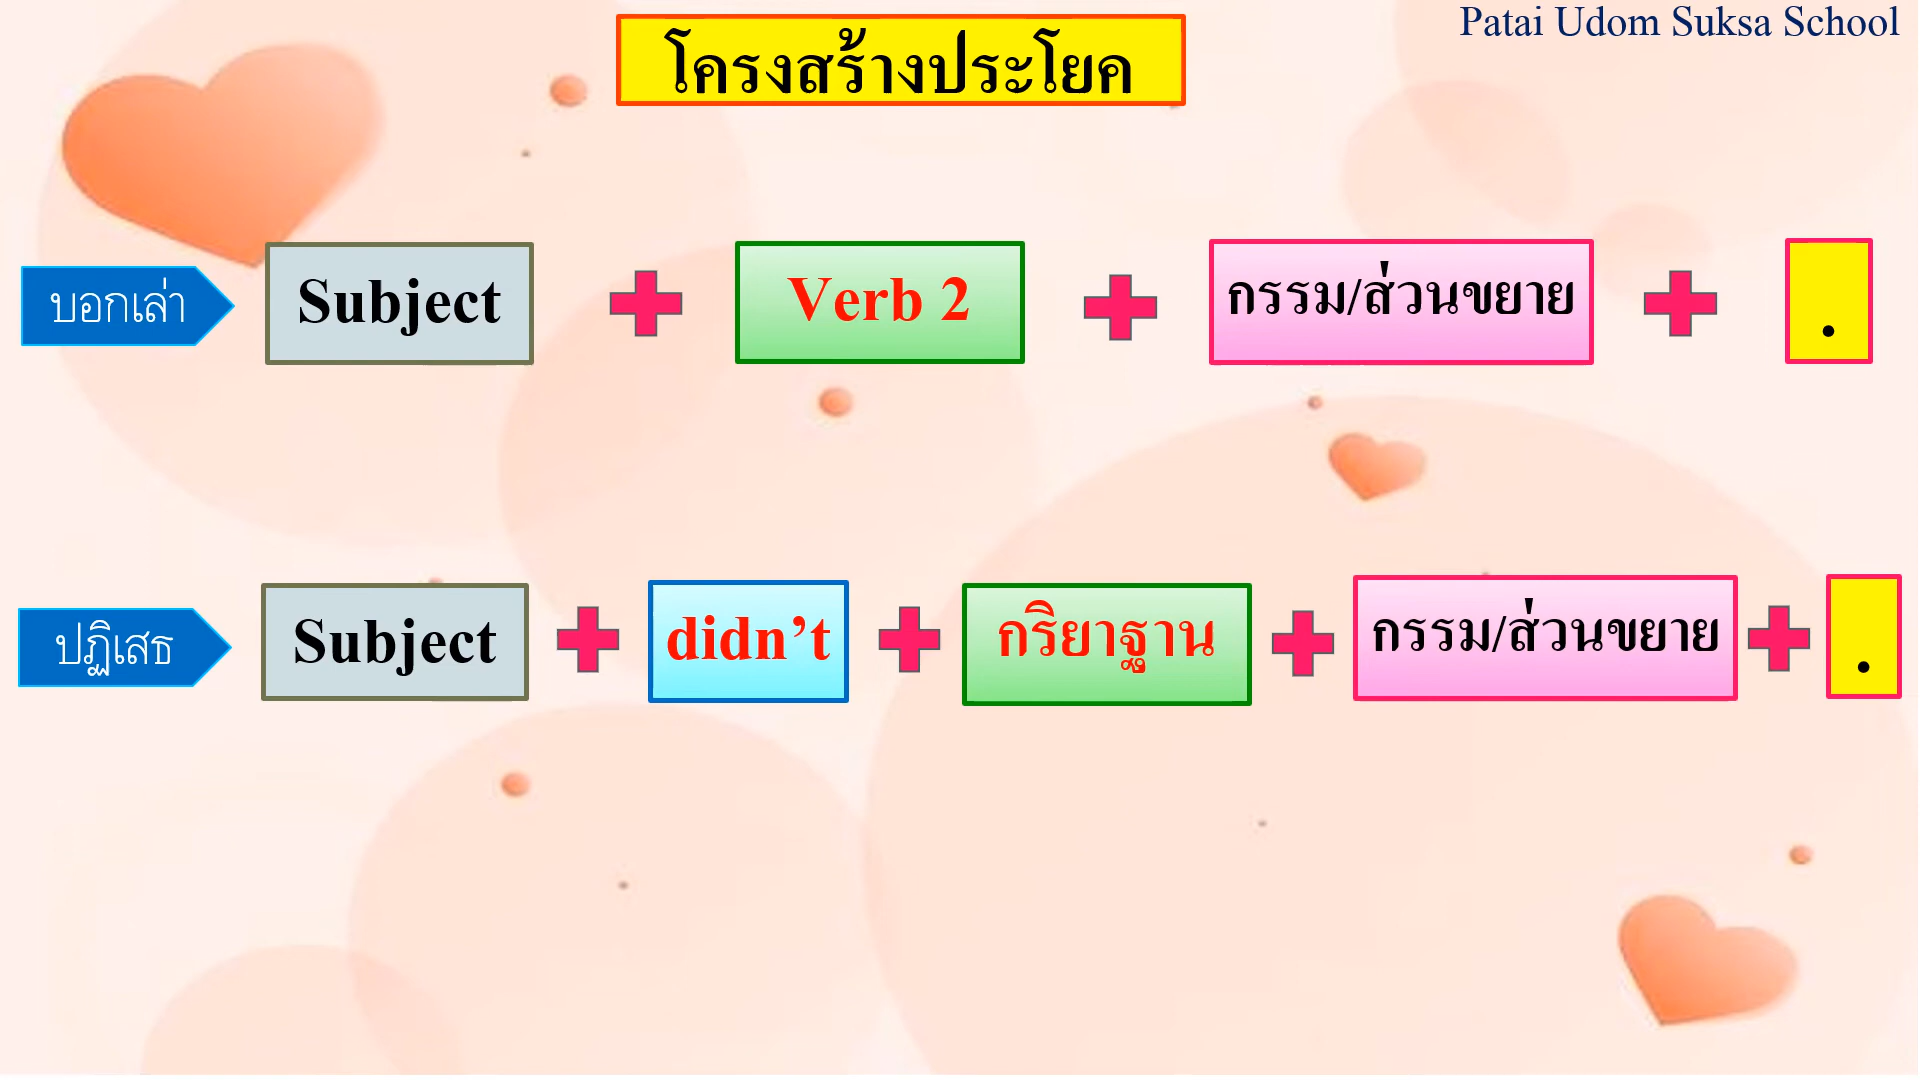 Patai Udom Suksa School
โครงสร้างประโยค
บอกเล่า Subject + Verb 2 + กรรม/ส่วนขยาย + .
ปฏิเสธ Subject + didn’t + กริยาฐาน + กรรม/ส่วนขยาย + .